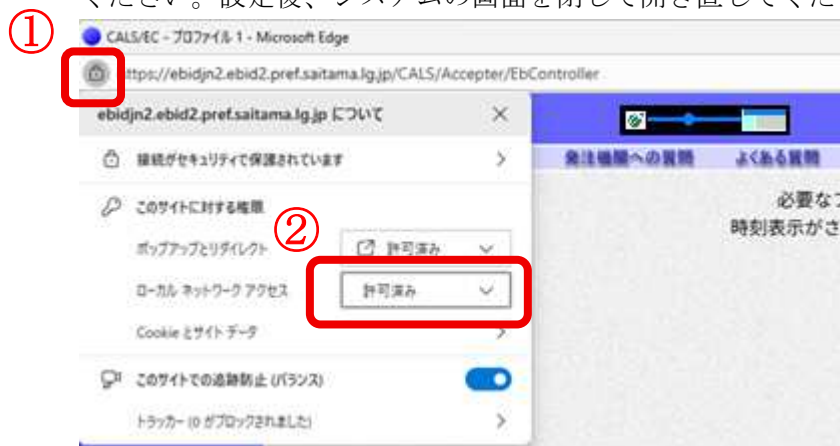 ください。設定後、システムの画面を閉じて開き直してくだ
①
CALS/EC - プロファイル 1 - Microsoft Edge
ttps://ebidjn2.ebid2.pref.saitama.lg.jp/CALS/Accepter/EbController
ebidjn2.ebid2.pref.saitama.lg.jp について
発注機関への質問 よくある質問
接続がセキュリティで保護されています
必要なフ
このサイトに対する権限
時刻表示がさ
②
ポップアップとリダイレクト 許可済み
ローカル ネットワーク アクセス 許可済み
Cookie とサイト データ
このサイトでの追跡防止 (バランス)
トラッカー (0 がブロックされました)